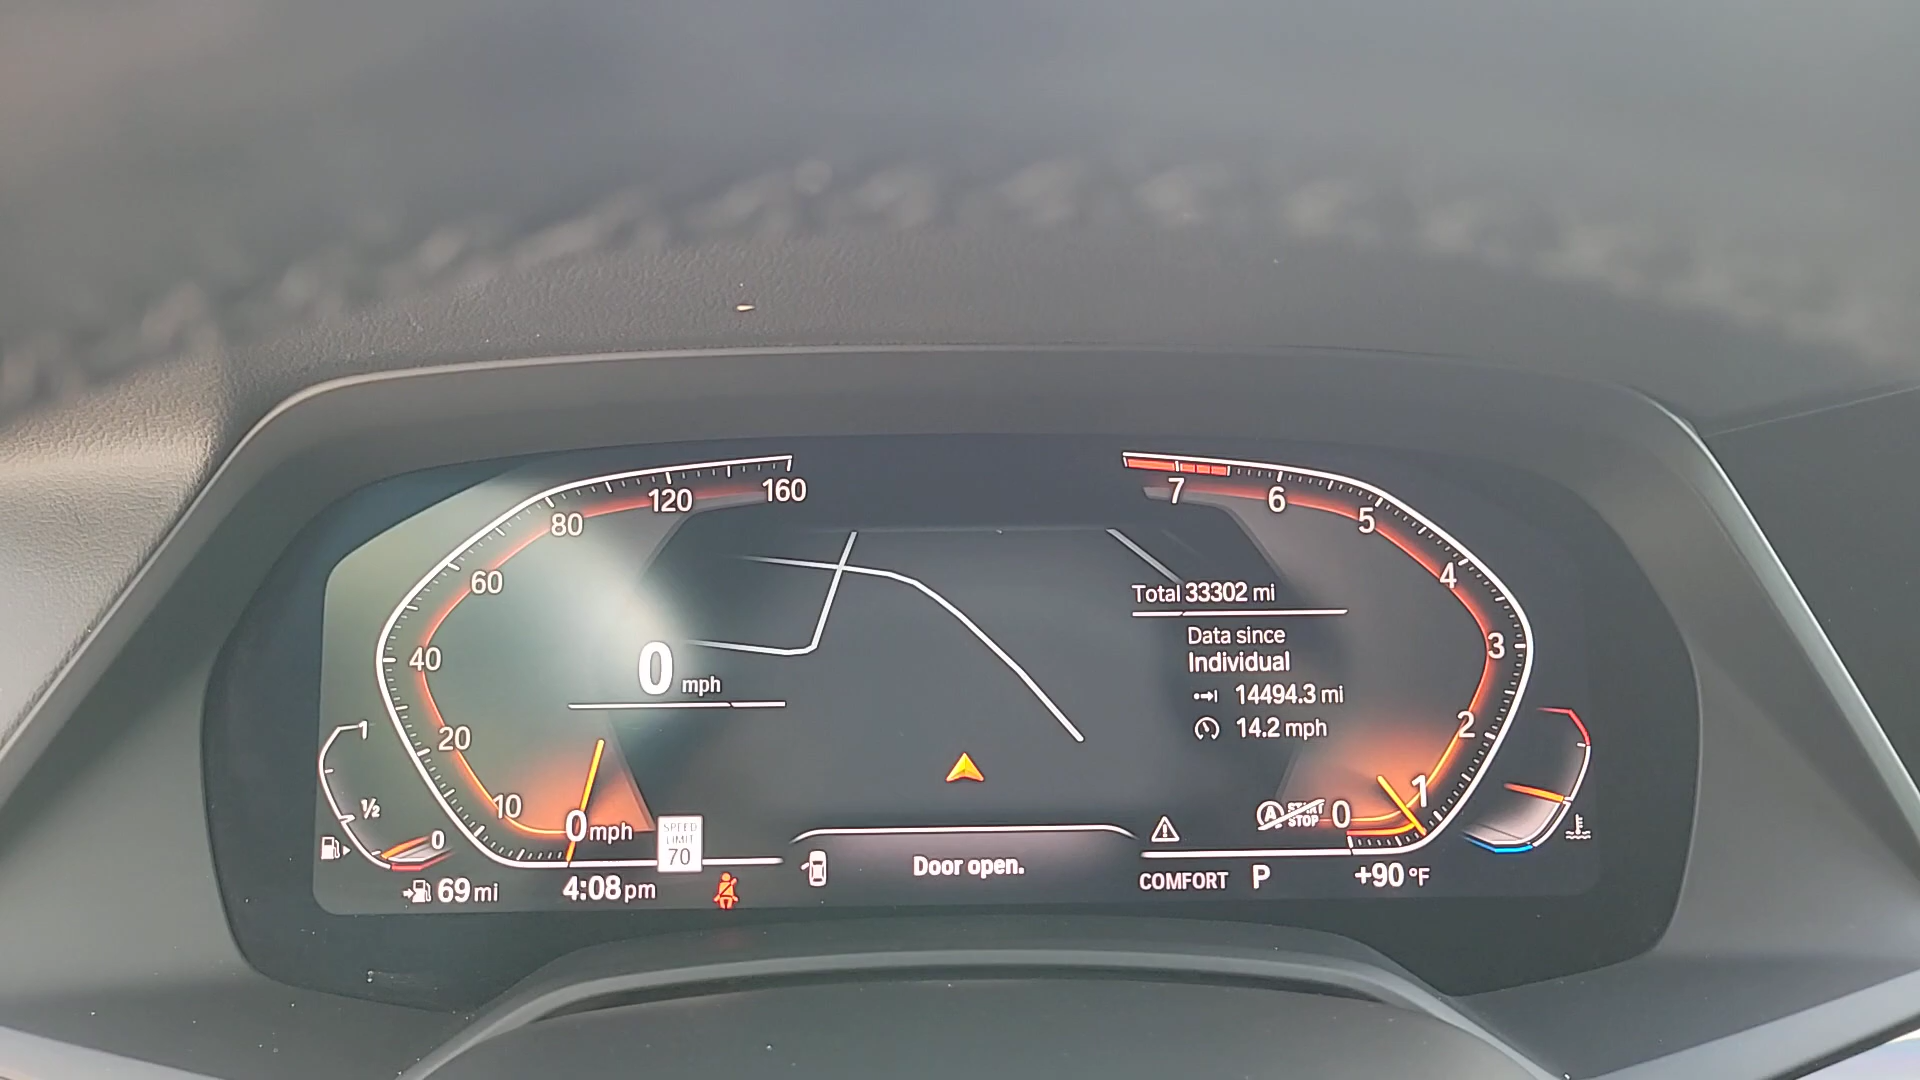 160
120
80
60
40
20
10
0 mph
0 mph
1
1/2
0
69 mi
4:08 pm
SPEED
LIMIT
70
Door open.
7
6
5
4
3
2
1
0
Total 33302 mi
Data since
Individual
14494.3 mi
14.2 mph
A START
STOP
COMFORT P
+90 °F